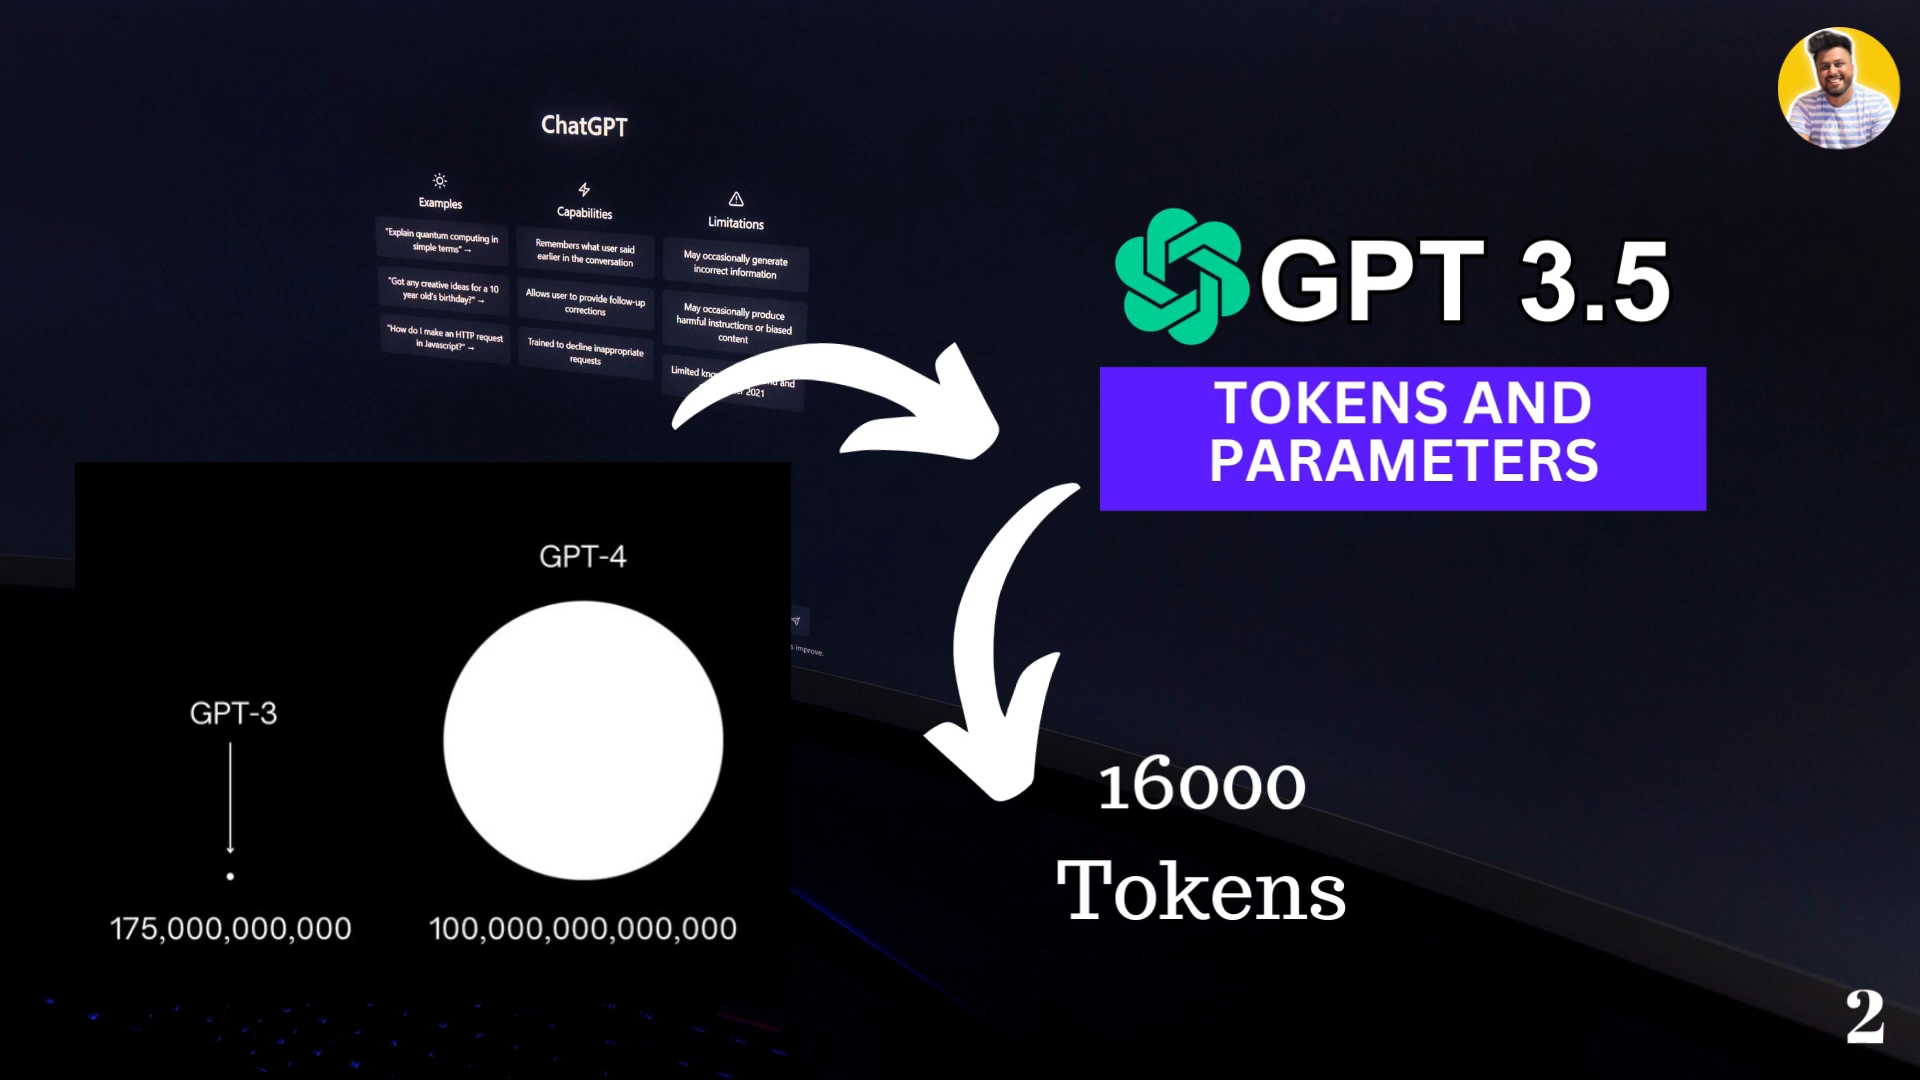 ChatGPT
Examples
"Explain quantum computing in
simple terms" →
"Got any creative ideas for a 10
year old's birthday?" →
"How do I make an HTTP request
in Javascript?" →
Capabilities
Remembers what user said
earlier in the conversation
Allows user to provide follow-up
corrections
Trained to decline inappropriate
requests
Limitations
May occasionally generate
incorrect information
May occasionally produce
harmful instructions or biased
content
Limited
and
2021
improve.
GPT 3.5
TOKENS AND
PARAMETERS
GPT-4
GPT-3
175,000,000,000
100,000,000,000,000
16000
Tokens
2